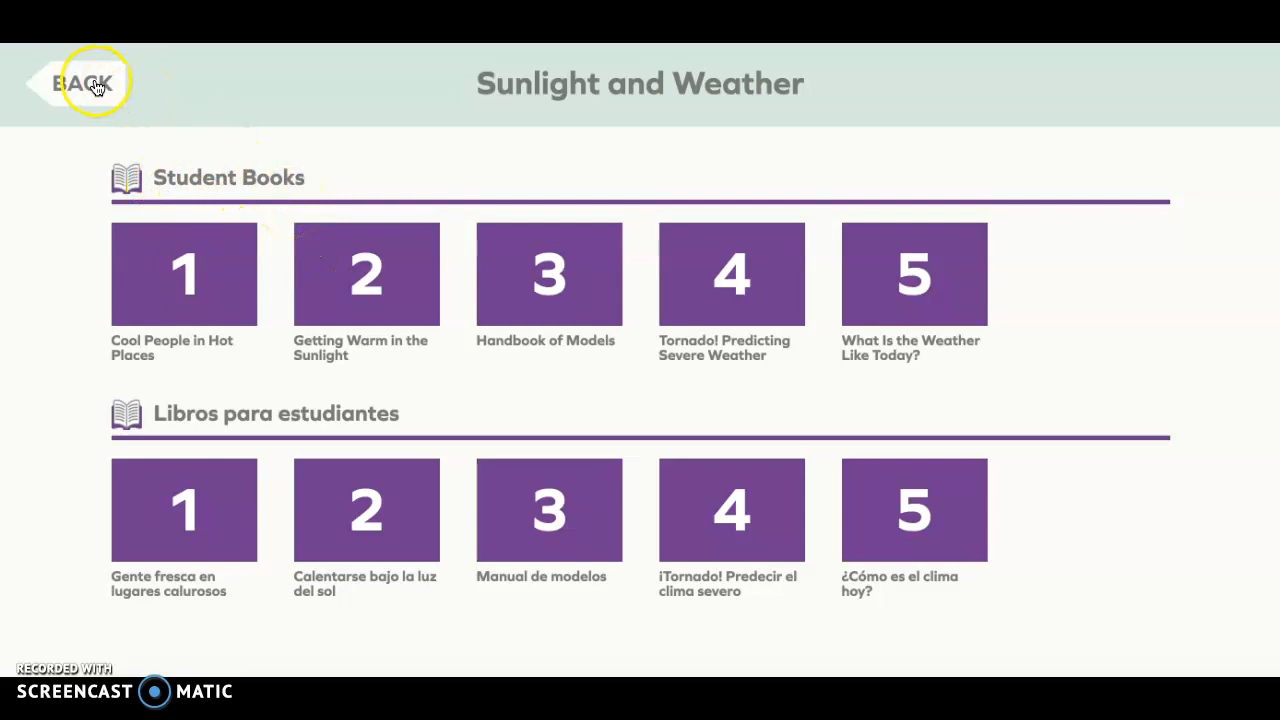 BACK
Sunlight and Weather
Student Books
1
2
3
4
5
Cool People in Hot
Places
Getting Warm in the
Sunlight
Handbook of Models
Tornado! Predicting
Severe Weather
What Is the Weather
Like Today?
Libros para estudiantes
1
2
3
4
5
Gente fresca en
lugares calurosos
Calentarse bajo la luz
del sol
Manual de modelos
¡Tornado! Predecir el
clima severo
¿Cómo es el clima
hoy?
RECORDED WITH
SCREENCAST MATIC